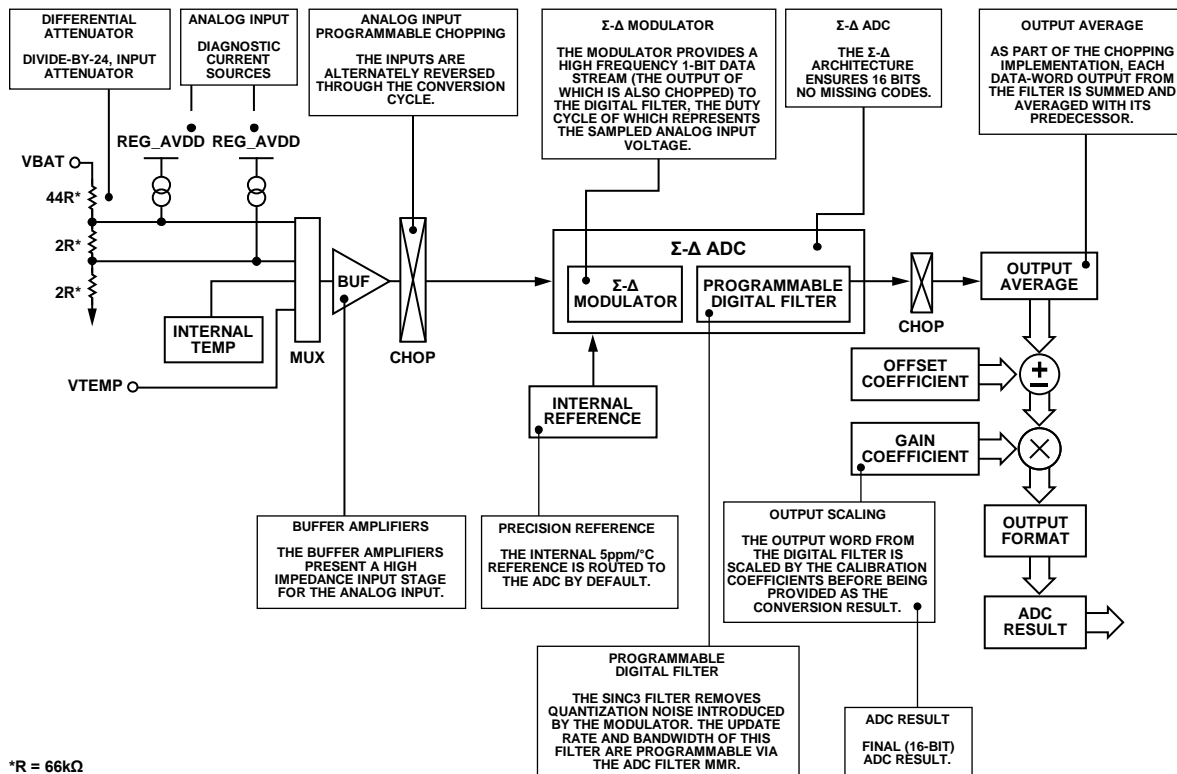 DIFFERENTIAL
ATTENUATOR
DIVIDE-BY-24, INPUT
ATTENUATOR
ANALOG INPUT
DIAGNOSTIC
CURRENT
SOURCES
ANALOG INPUT
PROGRAMMABLE CHOPPING
THE INPUTS ARE
ALTERNATELY REVERSED
THROUGH THE CONVERSION
CYCLE.
Σ-Δ MODULATOR
THE MODULATOR PROVIDES A
HIGH FREQUENCY 1-BIT DATA
STREAM (THE OUTPUT OF
WHICH IS ALSO CHOPPED) TO
THE DIGITAL FILTER, THE DUTY
CYCLE OF WHICH REPRESENTS
THE SAMPLED ANALOG INPUT
VOLTAGE.
Σ-Δ ADC
THE Σ-Δ
ARCHITECTURE
ENSURES 16 BITS
NO MISSING CODES.
OUTPUT AVERAGE
AS PART OF THE CHOPPING
IMPLEMENTATION, EACH
DATA-WORD OUTPUT FROM
THE FILTER IS SUMMED AND
AVERAGED WITH ITS
PREDECESSOR.
REG_AVDD
REG_AVDD
VBAT
44R*
2R*
2R*
INTERNAL
TEMP
VTEMP
MUX
BUF
CHOP
Σ-Δ ADC
Σ-Δ
MODULATOR
PROGRAMMABLE
DIGITAL FILTER
CHOP
OUTPUT
AVERAGE
INTERNAL
REFERENCE
OFFSET
COEFFICIENT
±
GAIN
COEFFICIENT
×
OUTPUT
FORMAT
ADC
RESULT
BUFFER AMPLIFIERS
THE BUFFER AMPLIFIERS
PRESENT A HIGH
IMPEDANCE INPUT STAGE
FOR THE ANALOG INPUT.
PRECISION REFERENCE
THE INTERNAL 5ppm/°C
REFERENCE IS ROUTED TO
THE ADC BY DEFAULT.
OUTPUT SCALING
THE OUTPUT WORD FROM
THE DIGITAL FILTER IS
SCALED BY THE CALIBRATION
COEFFICIENTS BEFORE BEING
PROVIDED AS THE
CONVERSION RESULT.
PROGRAMMABLE
DIGITAL FILTER
THE SINC3 FILTER REMOVES
QUANTIZATION NOISE INTRODUCED
BY THE MODULATOR. THE UPDATE
RATE AND BANDWIDTH OF THIS
FILTER ARE PROGRAMMABLE VIA
THE ADC FILTER MMR.
ADC RESULT
FINAL (16-BIT)
ADC RESULT.
*R = 66kΩ